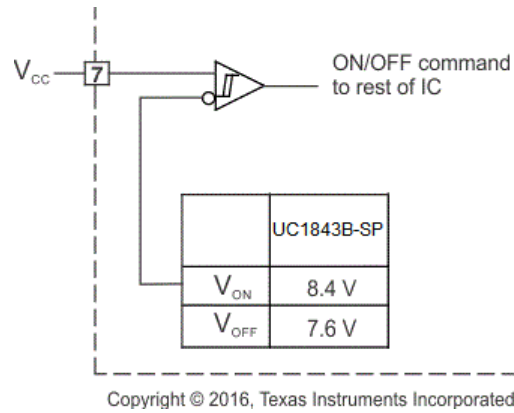 V_CC
7
ON/OFF command
to rest of IC
UC1843B-SP
V_ON 8.4 V
V_OFF 7.6 V
Copyright © 2016, Texas Instruments Incorporated